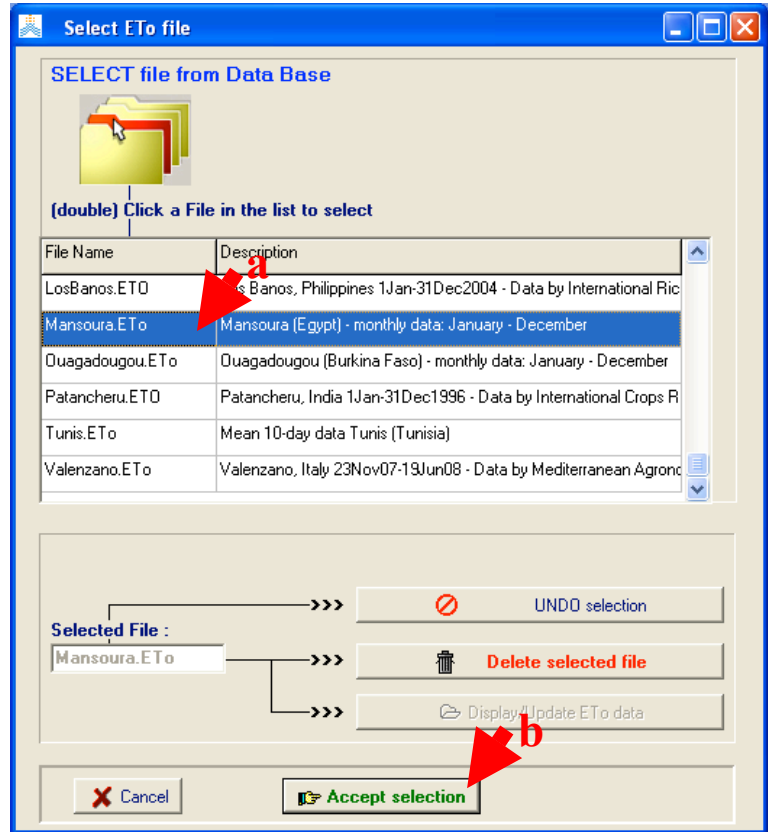 Select ETo file
SELECT file from Data Base
(double) Click a File in the list to select
File Name Description
a
LosBanos.ETO Banos, Philippines 1Jan-31Dec2004 - Data by International Ric
Mansoura.ETo Mansoura (Egypt) - monthly data: January - December
Ouagadougou.ETo Ouagadougou (Burkina Faso) - monthly data: January - December
Patancheru.ETO Patancheru, India 1Jan-31Dec1996 - Data by International Crops R
Tunis.ETo Mean 10-day data Tunis (Tunisia)
Valenzano.ETo Valenzano, Italy 23Nov07-19Jun08 - Data by Mediterranean Agrono
>>> UNDO selection
Selected File :
Mansoura.ETo >>> Delete selected file
>>> Display/Update ETo data
b
Cancel Accept selection